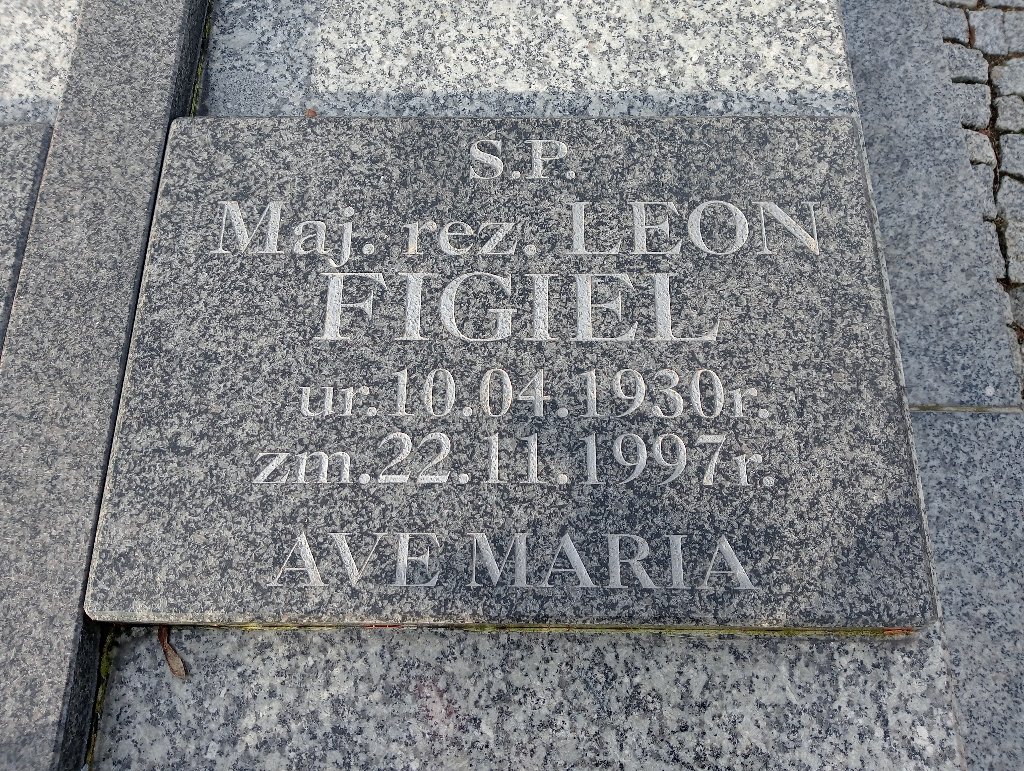 S.P.
Maj. rez. LEON
FIGIEL
ur.10.04.1930r.
zm.22.11.1997r.
AVE MARIA